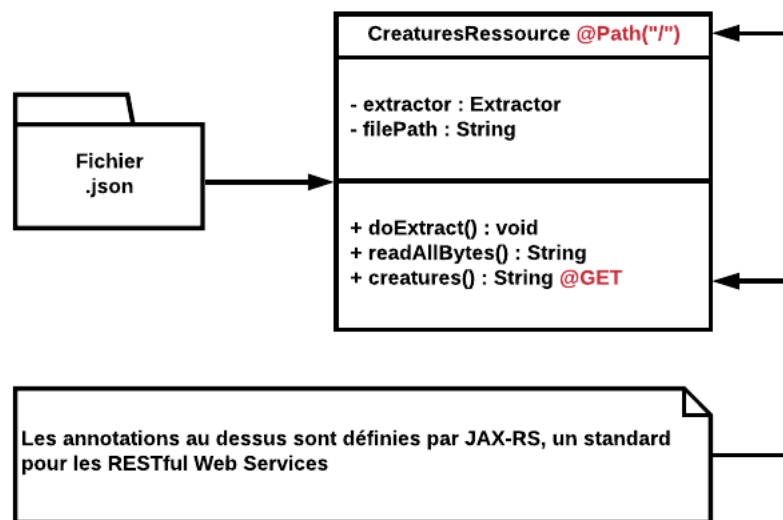 CreaturesRessource @Path("/")
- extractor : Extractor
- filePath : String
Fichier
.json
+ doExtract() : void
+ readAllBytes() : String
+ creatures() : String @GET
Les annotations au dessus sont définies par JAX-RS, un standard
pour les RESTful Web Services